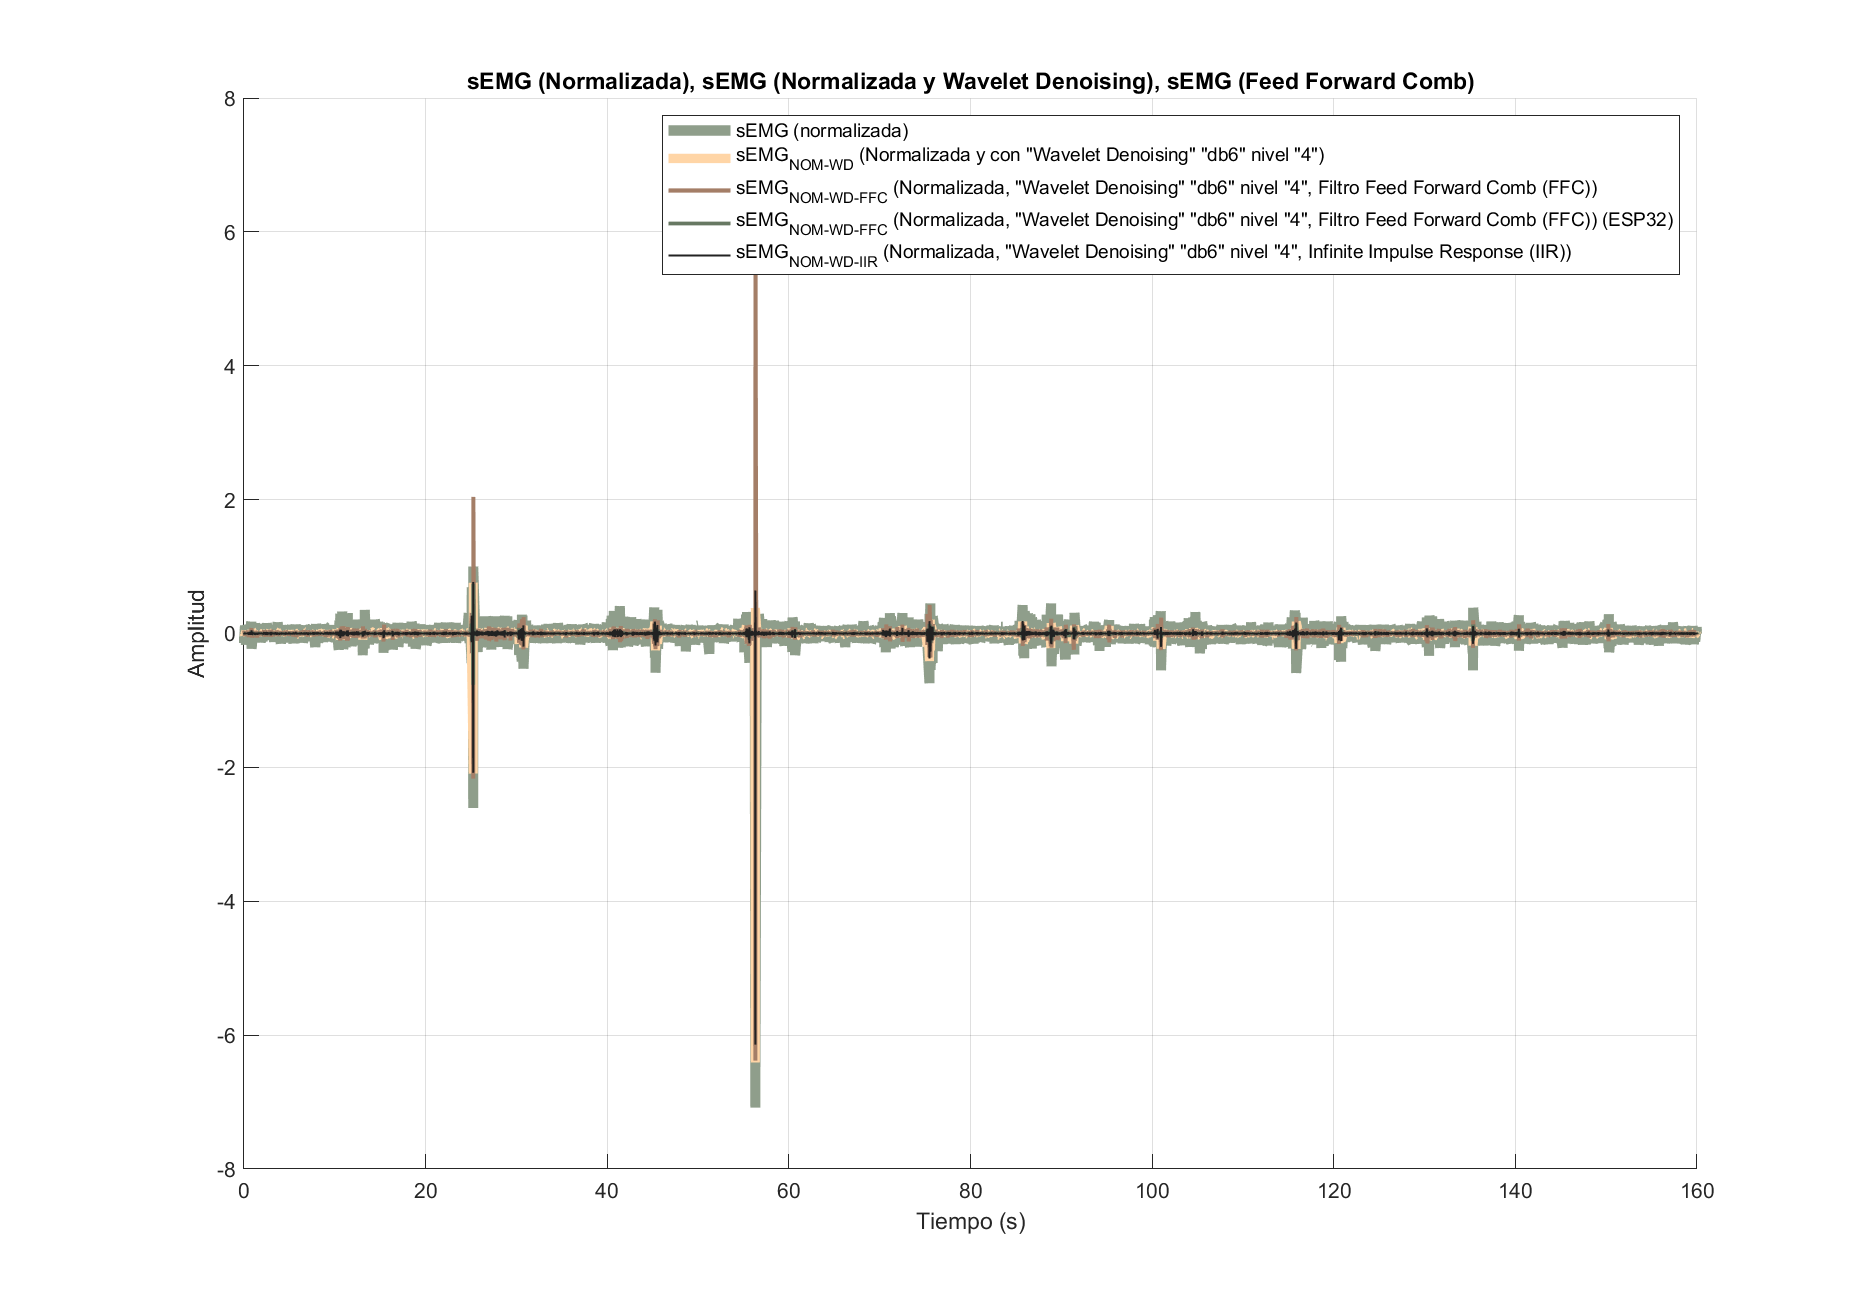 sEMG (Normalizada), sEMG (Normalizada y Wavelet Denoising), sEMG (Feed Forward Comb)
sEMG (normalizada)
sEMG_NOM-WD (Normalizada y con "Wavelet Denoising" "db6" nivel "4")
sEMG_NOM-WD-FFC (Normalizada, "Wavelet Denoising" "db6" nivel "4", Filtro Feed Forward Comb (FFC))
sEMG_NOM-WD-FFC (Normalizada, "Wavelet Denoising" "db6" nivel "4", Filtro Feed Forward Comb (FFC)) (ESP32)
sEMG_NOM-WD-IIR (Normalizada, "Wavelet Denoising" "db6" nivel "4", Infinite Impulse Response (IIR))
8
6
4
2
0
-2
-4
-6
-8
Amplitud
0 20 40 60 80 100 120 140 160
Tiempo (s)